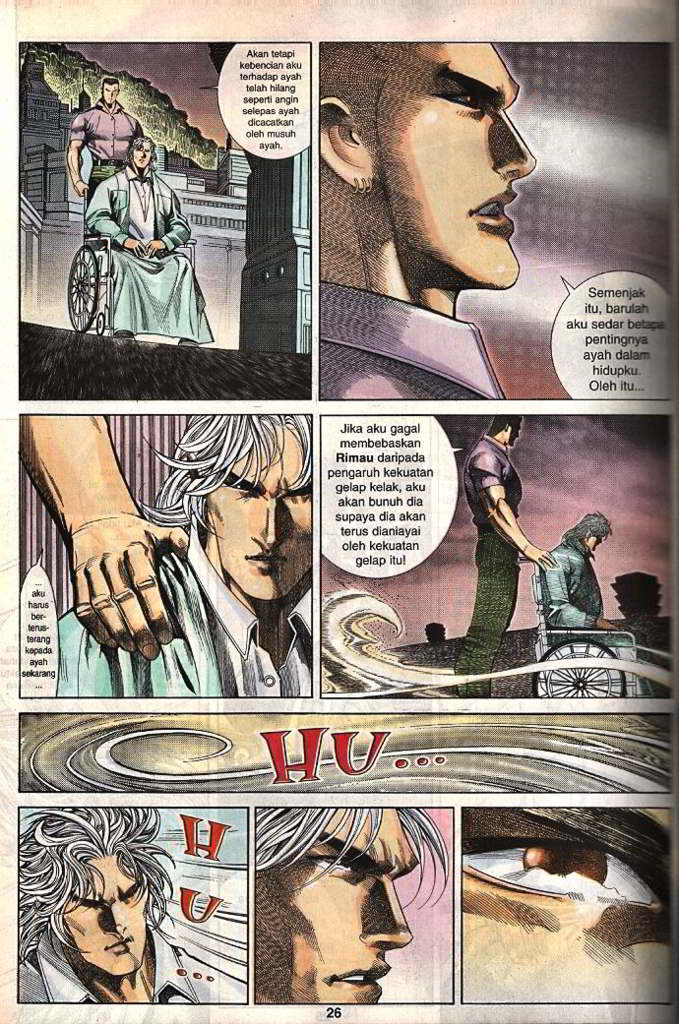 Akan tetapi
kebencian aku
terhadap ayah
telah hilang
seperti angin
selepas ayah
dicacatkan
oleh musuh
ayah.
Semenjak
itu, barulah
aku sedar betapa
pentingnya
ayah dalam
hidupku.
Oleh itu...
...
aku
harus
ber-
terus-
terang
kepada
ayah
sekarang
...
Jika aku gagal
membebaskan
Rimau daripada
pengaruh kekuatan
gelap kelak, aku
akan bunuh dia
supaya dia akan
terus dianiayai
oleh kekuatan
gelap itu!
HU...
HU...
26